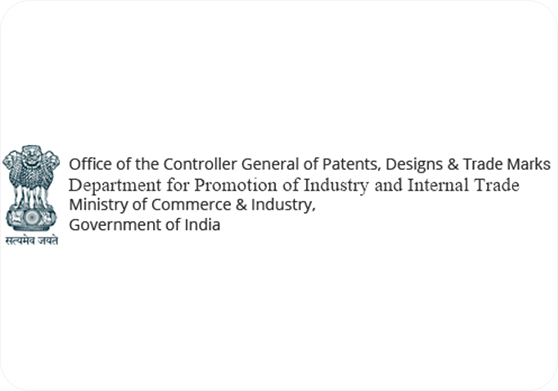 Office of the Controller General of Patents, Designs & Trade Marks
Department for Promotion of Industry and Internal Trade
Ministry of Commerce & Industry,
Government of India
सत्यमेव जयते